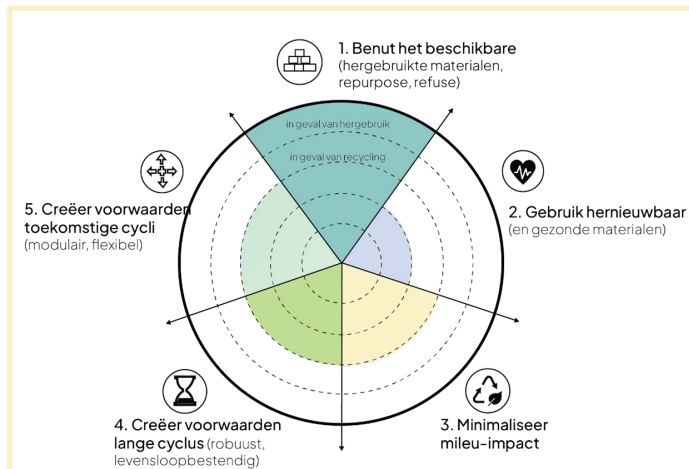 1. Benut het beschikbare
(hergebruikte materialen,
repurpose, refuse)
in geval van hergebruik
in geval van recycling
2. Gebruik hernieuwbaar
(en gezonde materialen)
3. Minimaliseer
mileu-impact
4. Creëer voorwaarden
lange cyclus (robuust,
levensloopbestendig)
5. Creëer voorwaarden
toekomstige cycli
(modulair, flexibel)